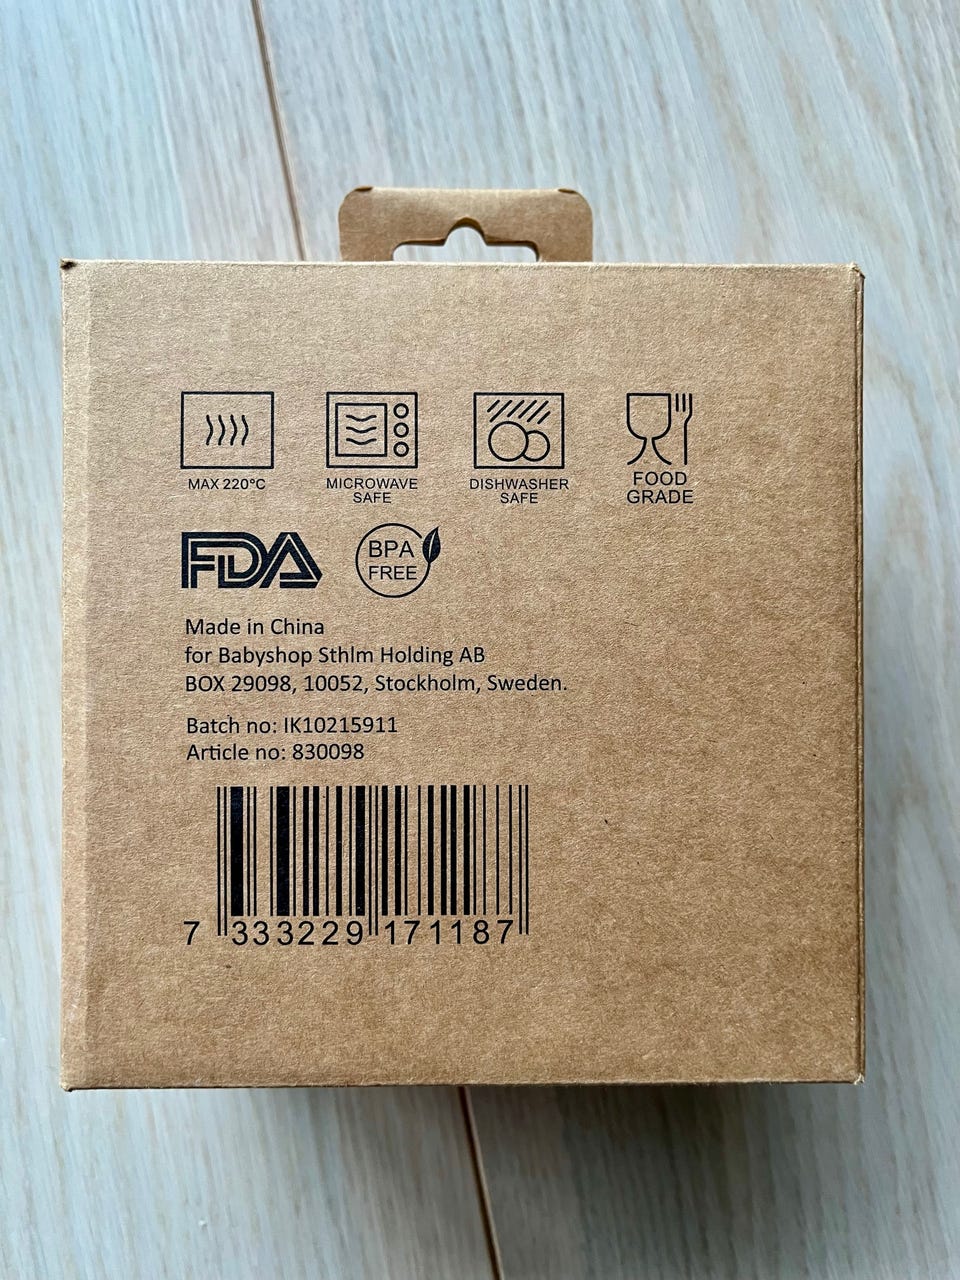 MAX 220°C
MICROWAVE
SAFE
DISHWASHER
SAFE
FOOD
GRADE
FDA
BPA
FREE
Made in China
for Babyshop Sthlm Holding AB
BOX 29098, 10052, Stockholm, Sweden.
Batch no: IK10215911
Article no: 830098
7 333229 171187